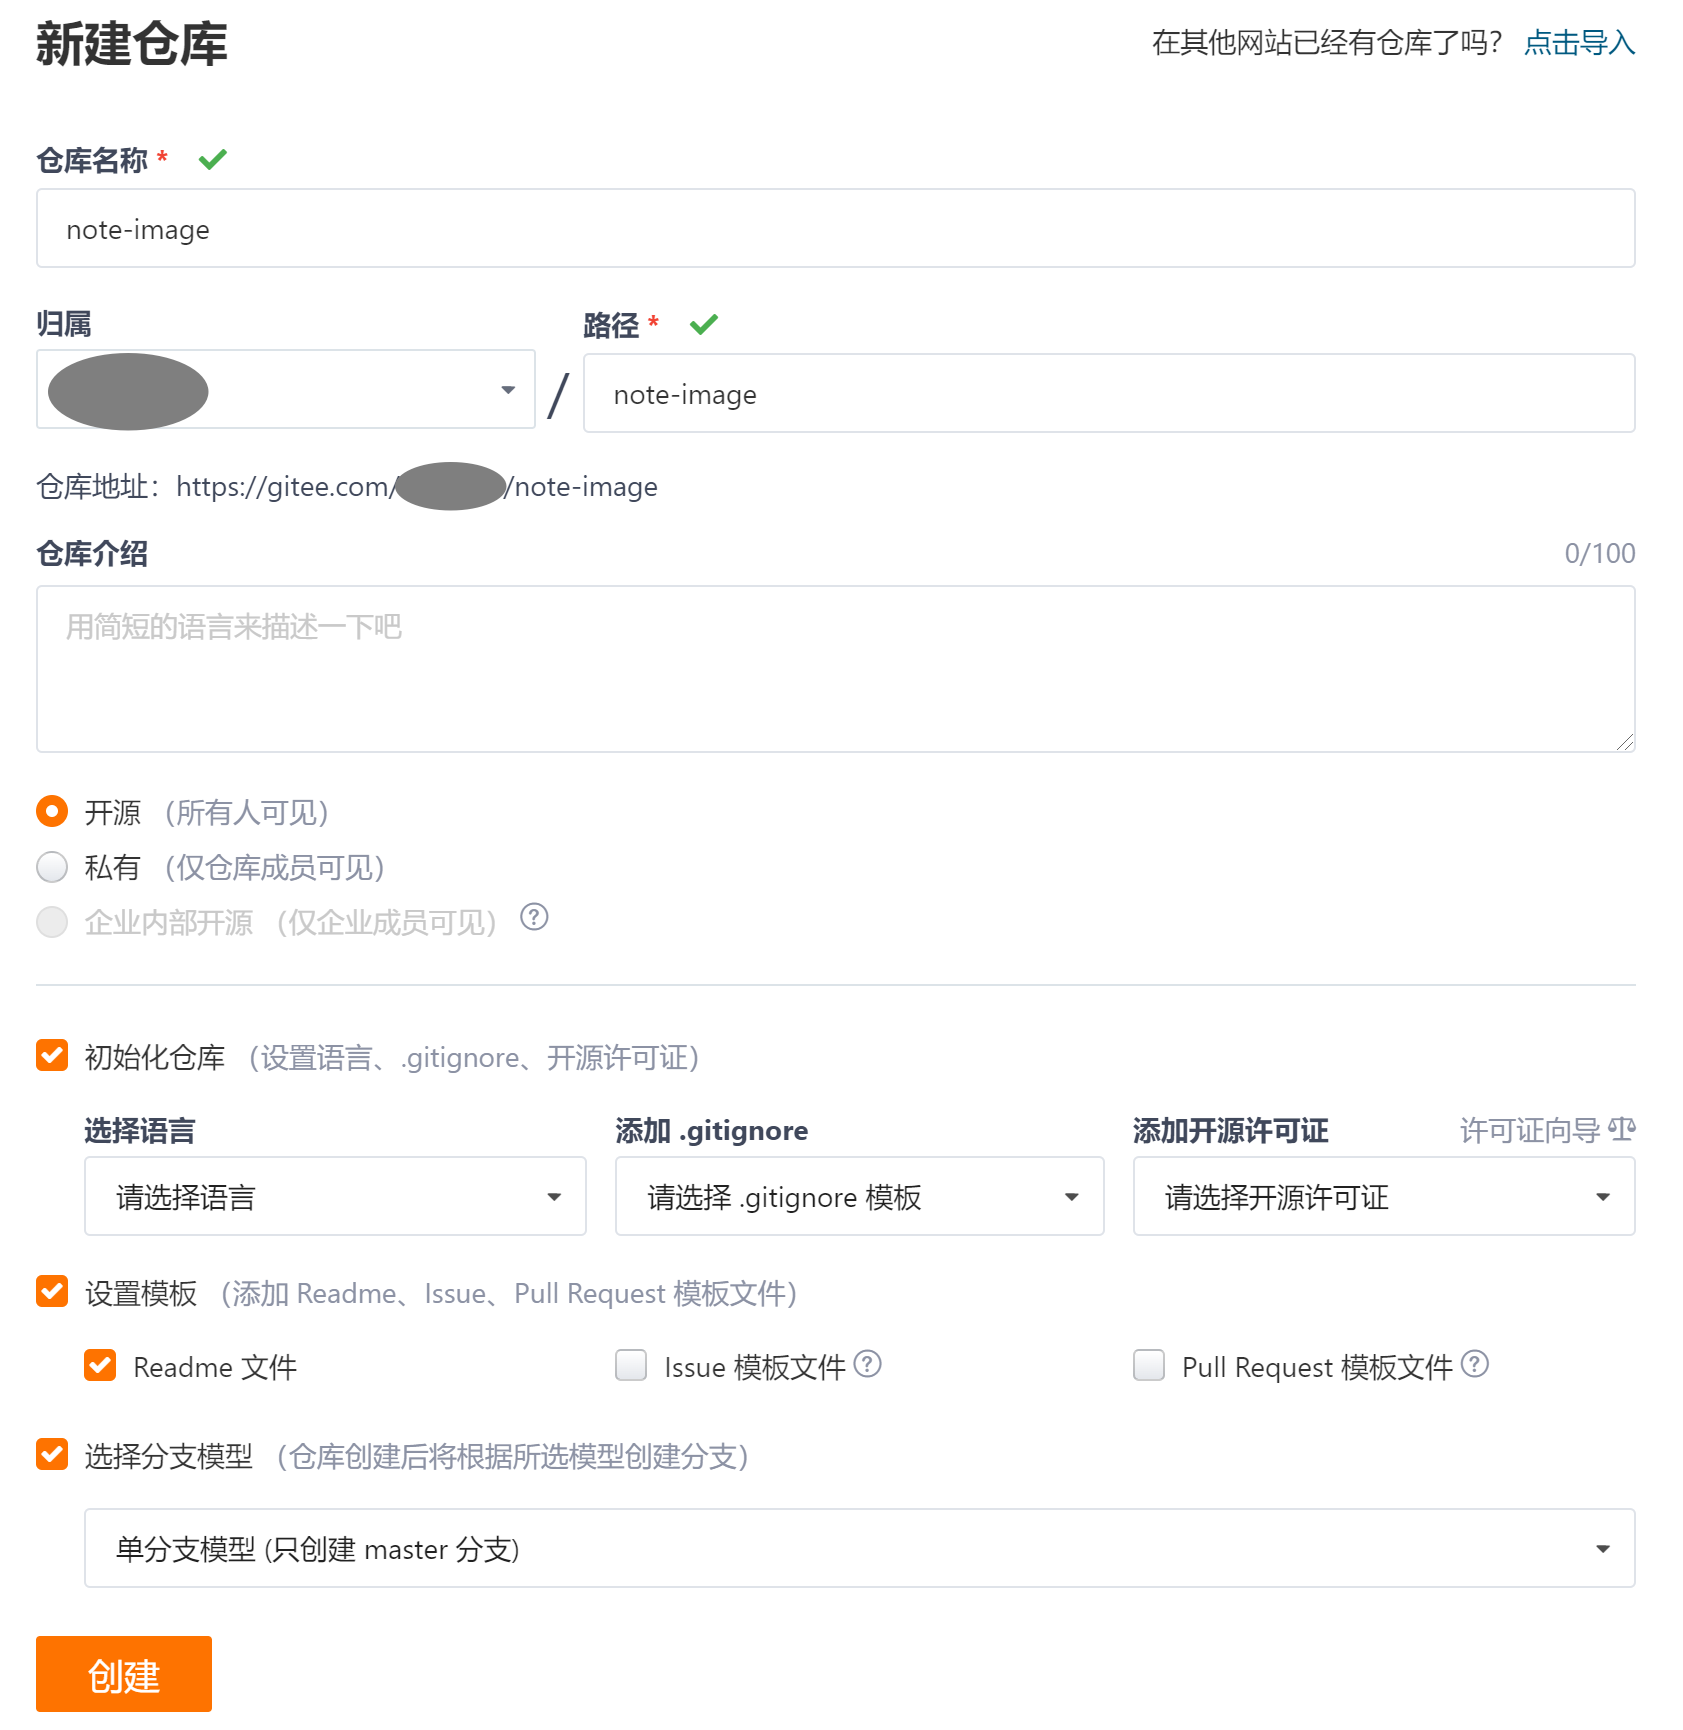 新建仓库
在其他网站已经有仓库了吗？ 点击导入
仓库名称 *
note-image
归属
路径 *
/
note-image
仓库地址：https://gitee.com/ /note-image
仓库介绍
0/100
用简短的语言来描述一下吧
开源 （所有人可见）
私有 （仅仓库成员可见）
企业内部开源 （仅企业成员可见） ?
初始化仓库 （设置语言、.gitignore、开源许可证）
选择语言
添加 .gitignore
添加开源许可证
许可证向导
请选择语言
请选择 .gitignore 模板
请选择开源许可证
设置模板 （添加 Readme、Issue、Pull Request 模板文件）
Readme 文件
Issue 模板文件 ?
Pull Request 模板文件 ?
选择分支模型 （仓库创建后将根据所选模型创建分支）
单分支模型 (只创建 master 分支)
创建